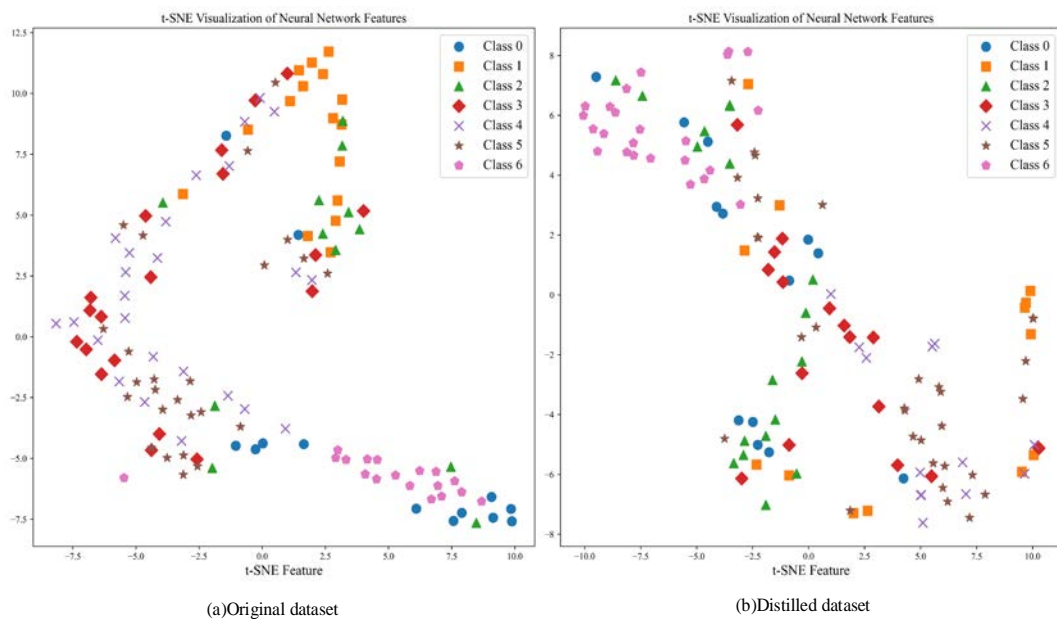 t-SNE Visualization of Neural Network Features
12.5
10.0
7.5
5.0
2.5
0.0
−2.5
−5.0
−7.5
−7.5
−5.0
−2.5
0.0
2.5
5.0
7.5
10.0
t-SNE Feature
Class 0
Class 1
Class 2
Class 3
Class 4
Class 5
Class 6
(a)Original dataset
t-SNE Visualization of Neural Network Features
8
6
4
2
0
−2
−4
−6
−8
−10.0
−7.5
−5.0
−2.5
0.0
2.5
5.0
7.5
10.0
t-SNE Feature
Class 0
Class 1
Class 2
Class 3
Class 4
Class 5
Class 6
(b)Distilled dataset